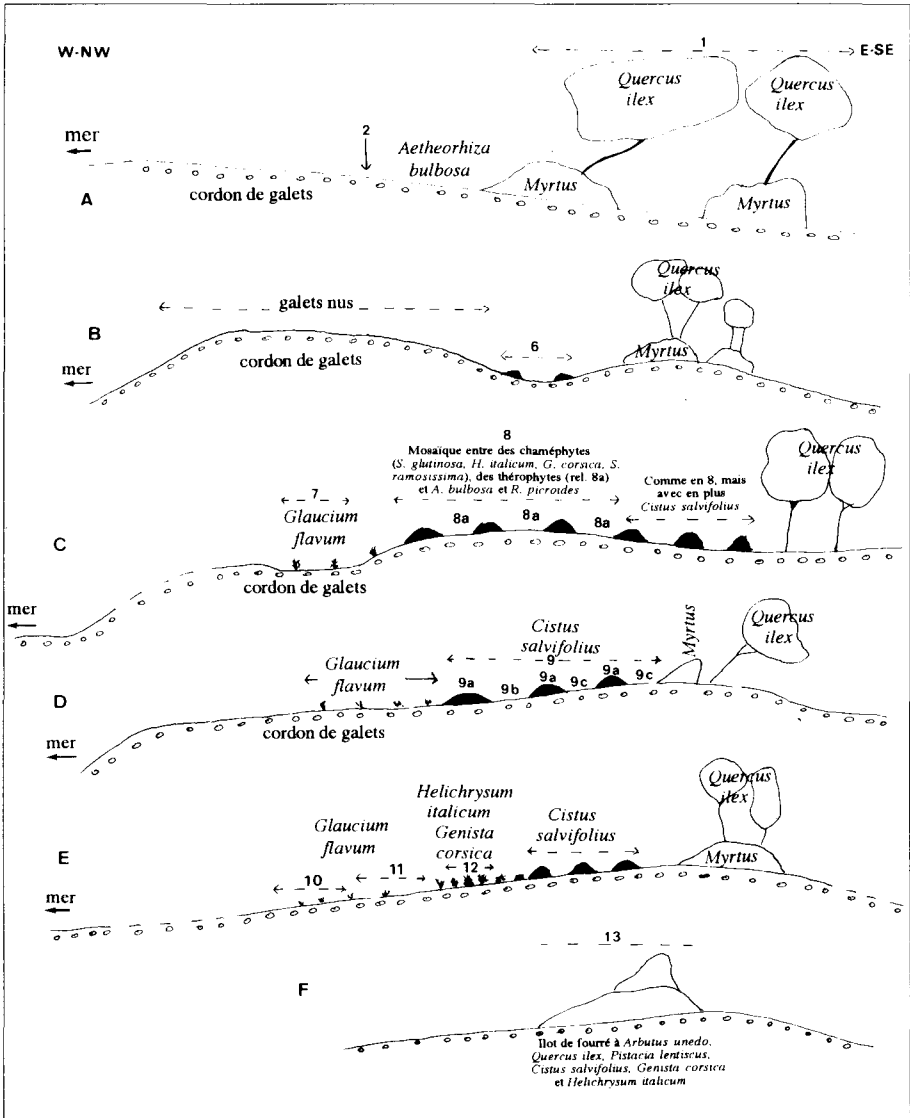 W-NW
1
E-SE
Quercus
ilex
Quercus
ilex
mer
2
Aetheorhiza
bulbosa
Myrtus
Myrtus
A
cordon de galets
galets nus
Quercus
ilex
B
cordon de galets
6
Myrtus
8
Mosaïque entre des chaméphytes
(S. glutinosa, H. italicum, G. corsica, S.
ramosissima), des thérophytes (rel. 8a)
et A. bulbosa et R. picroides
Comme en 8, mais
avec en plus
Cistus salvifolius
Quercus
ilex
7
Glaucium
flavum
8a
8a
8a
C
cordon de galets
mer
Cistus
salvifolius
Myrtus
Quercus
ilex
Glaucium
flavum
9
9a
9b
9a
9c
9a
9c
D
cordon de galets
mer
Helichrysum
italicum
Genista
corsica
Glaucium
flavum
Cistus
salvifolius
Quercus
ilex
E
10
11
12
Myrtus
mer
13
F
Ilot de fourré à Arbutus unedo,
Quercus ilex, Pistacia lentiscus,
Cistus salvifolius, Genista corsica
et Helichrysum italicum